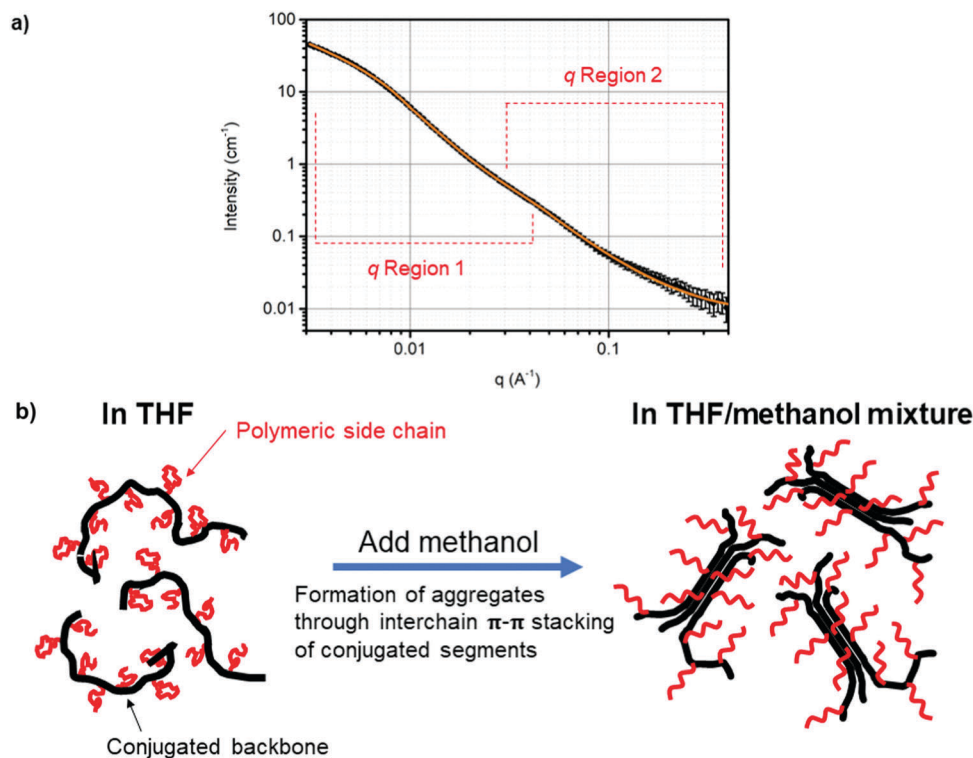 a)
100
10
1
0.1
0.01
Intensity (cm⁻¹)
q Region 2
q Region 1
0.01
0.1
q (A⁻¹)
b)
In THF
Polymeric side chain
Conjugated backbone
Add methanol
Formation of aggregates
through interchain π-π stacking
of conjugated segments
In THF/methanol mixture